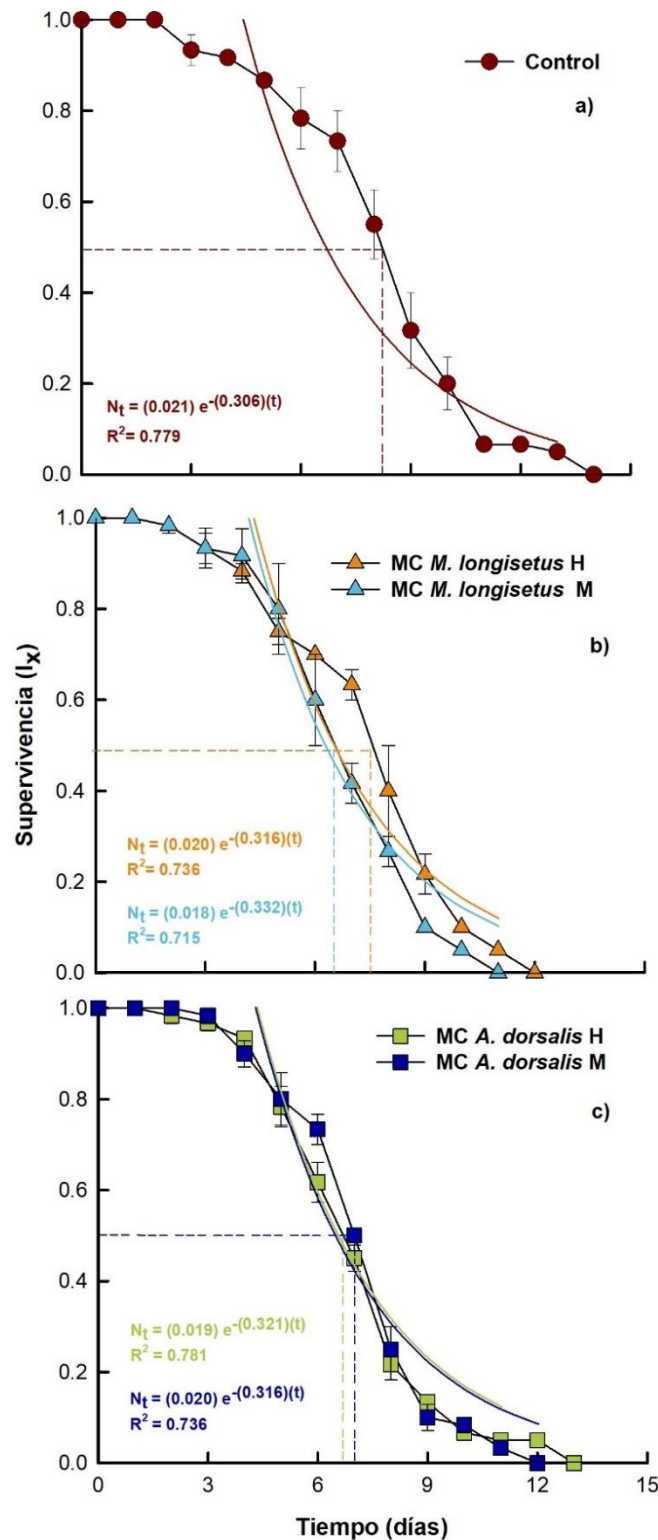 1.0
0.8
0.6
0.4
0.2
0.0
Control
a)
Nt = (0.021) e-(0.306)(t)
R2= 0.779
Supervivencia (lx)
1.0
0.8
0.6
0.4
0.2
0.0
MC M. longisetus H
MC M. longisetus M
b)
Nt = (0.020) e-(0.316)(t)
R2= 0.736
Nt = (0.018) e-(0.332)(t)
R2= 0.715
1.0
0.8
0.6
0.4
0.2
0.0
MC A. dorsalis H
MC A. dorsalis M
c)
Nt = (0.019) e-(0.321)(t)
R2= 0.781
Nt = (0.020) e-(0.316)(t)
R2= 0.736
0 3 6 9 12 15
Tiempo (días)